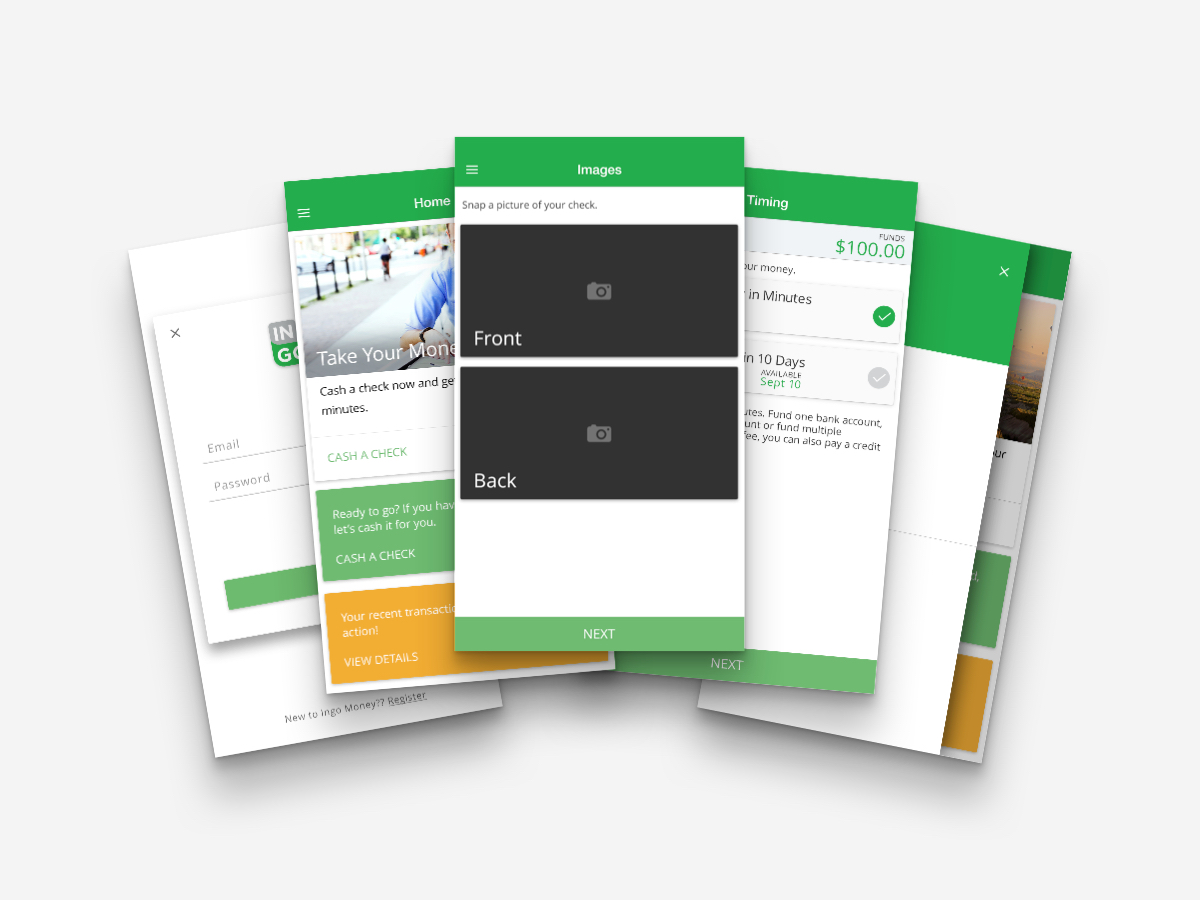 IN
GO
Email
Password
New to Ingo Money?? Register
Home
Take Your Mone
Cash a check now and ge
minutes.
CASH A CHECK
Ready to go? If you hav
let's cash it for you.
CASH A CHECK
Your recent transactio
action!
VIEW DETAILS
Images
Snap a picture of your check.
Front
Back
NEXT
Timing
FUNDS
$100.00
our money.
in Minutes
in 10 Days
AVAILABLE
Sept 10
utes. Fund one bank account,
unt or fund multiple
fee, you can also pay a credit
NEXT
our